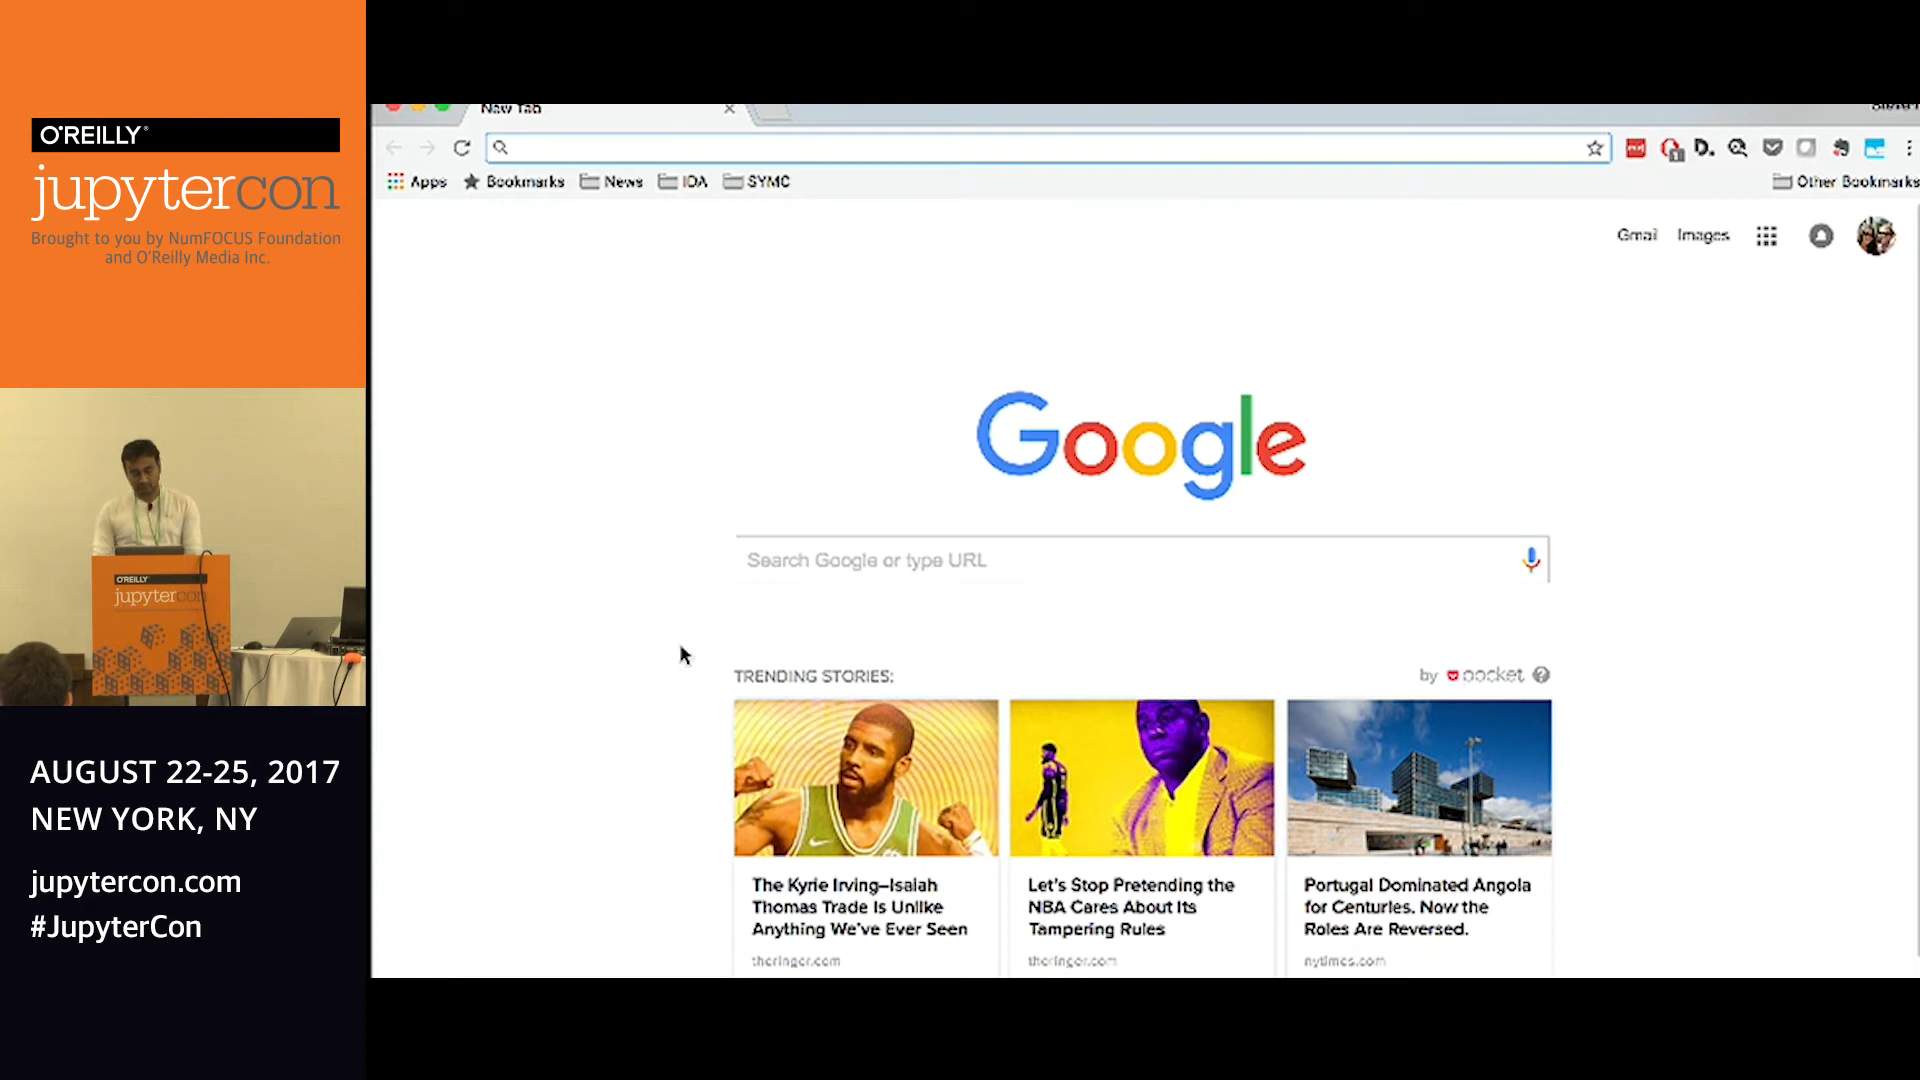 O'REILLY®
jupytercon
Brought to you by NumFOCUS Foundation
and O'Reilly Media Inc.
O'REILLY
jupytercon
AUGUST 22-25, 2017
NEW YORK, NY
jupytercon.com
#JupyterCon
New Tab
Apps
Bookmarks
News
IDA
SYMC
Other Bookmarks
Gmail
Images
Google
Search Google or type URL
TRENDING STORIES:
by pocket
The Kyrie Irving–Isaiah
Thomas Trade Is Unlike
Anything We've Ever Seen
theringer.com
Let's Stop Pretending the
NBA Cares About Its
Tampering Rules
theringer.com
Portugal Dominated Angola
for Centuries. Now the
Roles Are Reversed.
nytimes.com